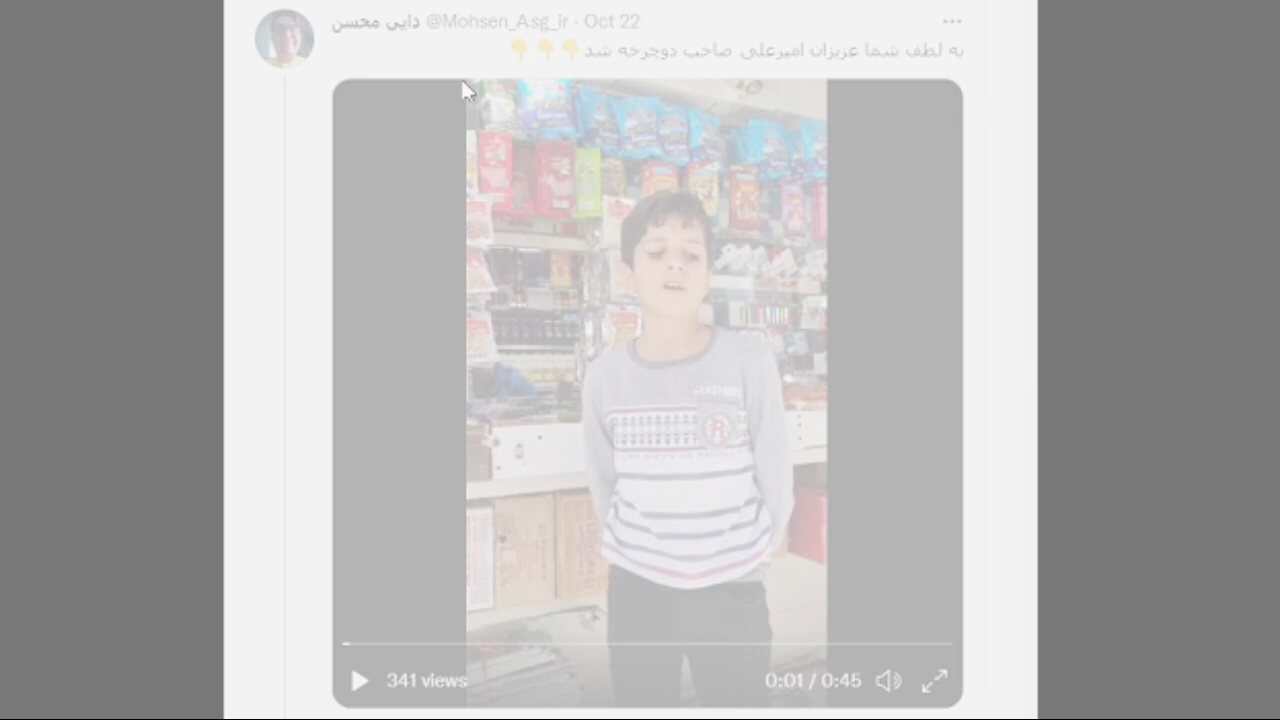 دایی محسن @Mohsen_Asg_ir · Oct 22
به لطف شما عزیزان امیرعلی صاحب دوچرخه شد👇👇👇
R
341 views
0:01 / 0:45